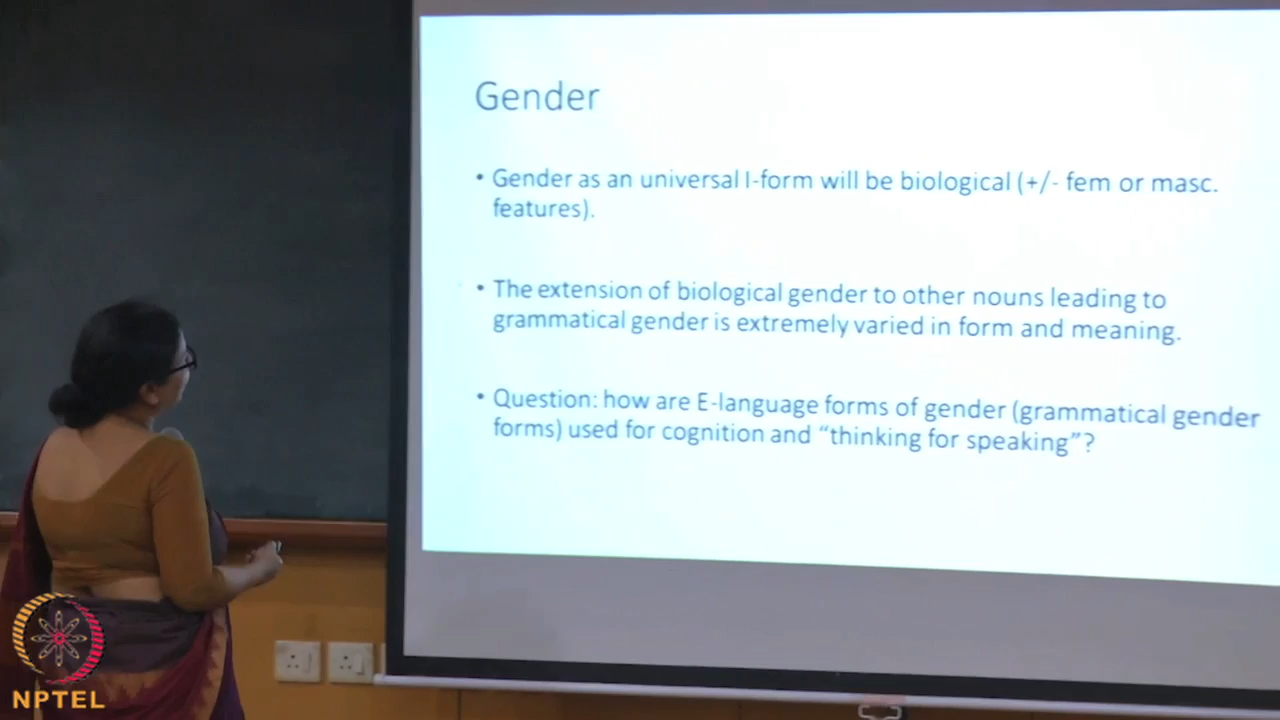 Gender
• Gender as an universal I-form will be biological (+/- fem or masc.
features).
• The extension of biological gender to other nouns leading to
grammatical gender is extremely varied in form and meaning.
• Question: how are E-language forms of gender (grammatical gender
forms) used for cognition and “thinking for speaking”?
NPTEL